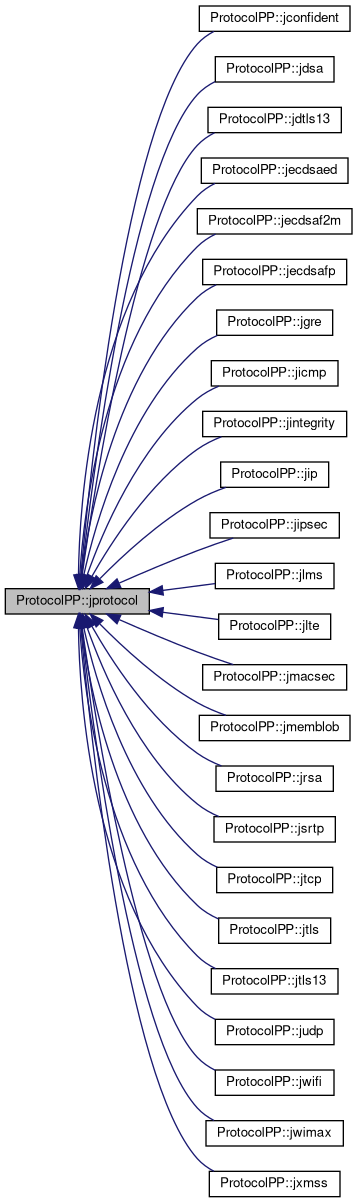 ProtocolPP::jconfident
ProtocolPP::jdsa
ProtocolPP::jdtls13
ProtocolPP::jecdsaed
ProtocolPP::jecdsaf2m
ProtocolPP::jecdsafp
ProtocolPP::jgre
ProtocolPP::jicmp
ProtocolPP::jintegrity
ProtocolPP::jip
ProtocolPP::jipsec
ProtocolPP::jlms
ProtocolPP::jprotocol
ProtocolPP::jlte
ProtocolPP::jmacsec
ProtocolPP::jmemblob
ProtocolPP::jrsa
ProtocolPP::jsrtp
ProtocolPP::jtcp
ProtocolPP::jtls
ProtocolPP::jtls13
ProtocolPP::judp
ProtocolPP::jwifi
ProtocolPP::jwimax
ProtocolPP::jxmss